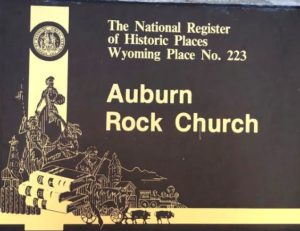 The National Register
of Historic Places
Wyoming Place No. 223
Auburn
Rock Church